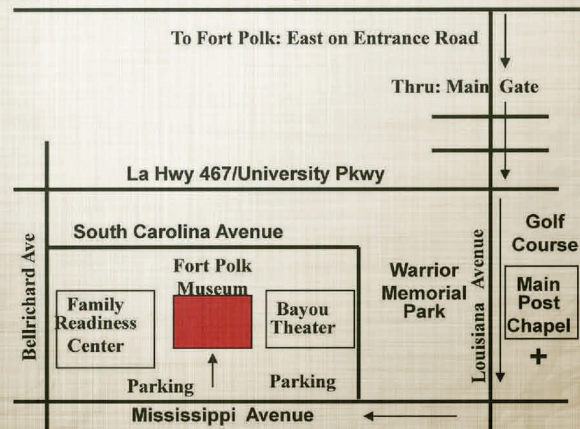 To Fort Polk: East on Entrance Road
Thru: Main Gate
La Hwy 467/University Pkwy
South Carolina Avenue
Bellrichard Ave
Fort Polk
Museum
Family
Readiness
Center
Bayou
Theater
Warrior
Memorial
Park
Louisiana Avenue
Golf
Course
Main
Post
Chapel
Parking
Parking
Mississippi Avenue